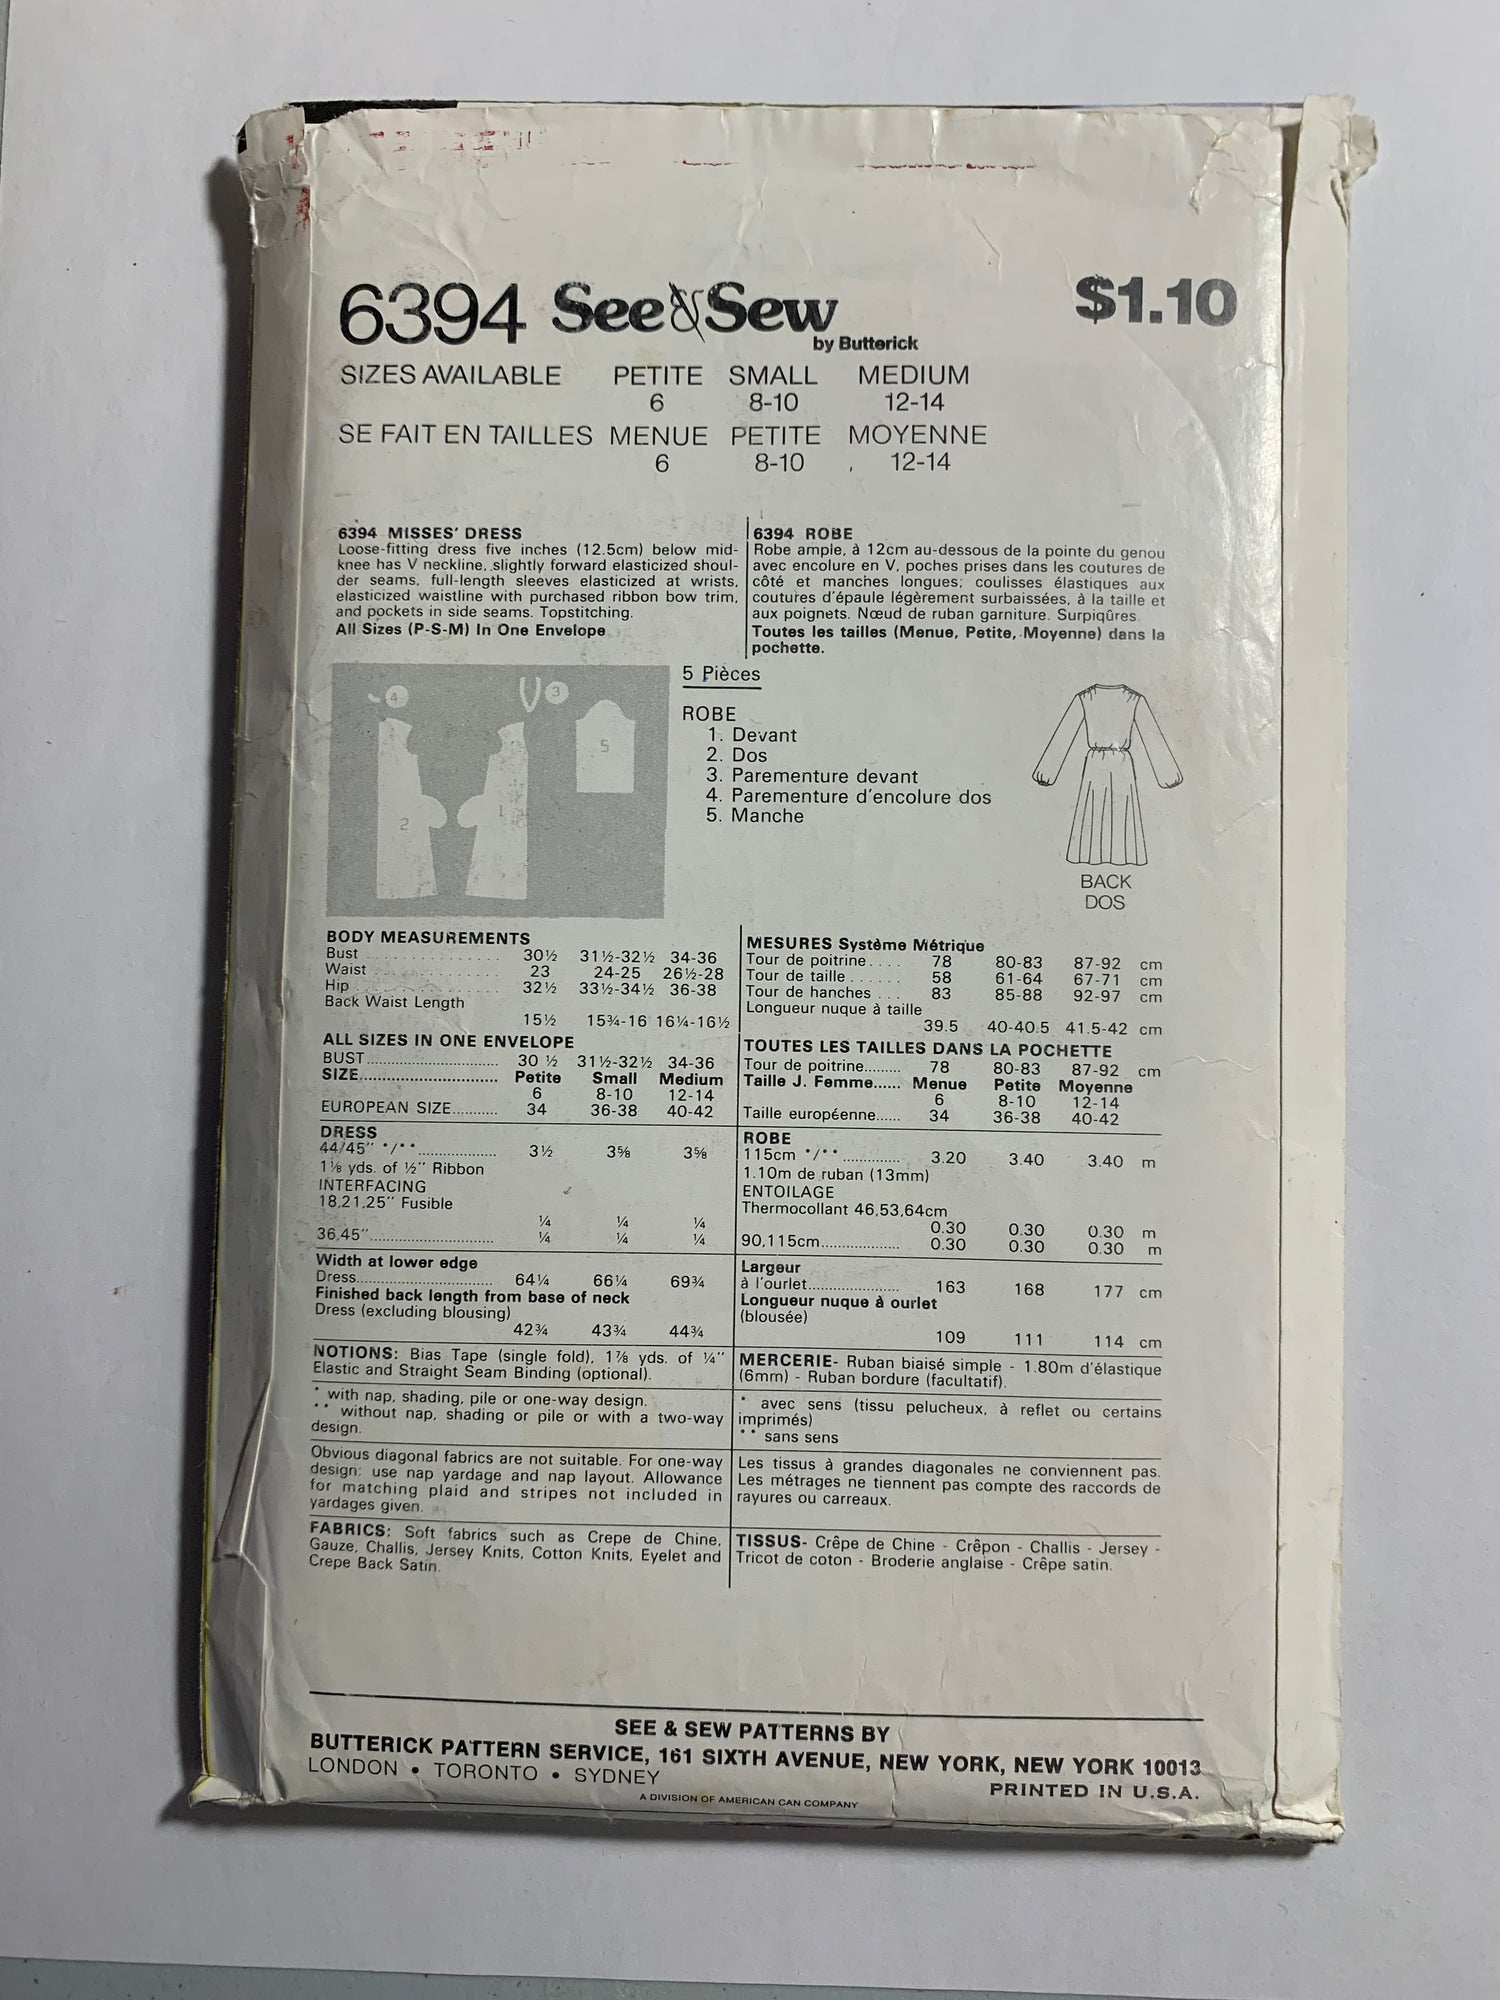 6394 See & Sew $1.10
by Butterick
SIZES AVAILABLE PETITE SMALL MEDIUM
6 8-10 12-14
SE FAIT EN TAILLES MENUE PETITE MOYENNE
6 8-10 12-14
6394 MISSES' DRESS
Loose-fitting dress five inches (12.5cm) below mid-
knee has V neckline, slightly forward elasticized shoul-
der seams, full-length sleeves elasticized at wrists,
elasticized waistline with purchased ribbon bow trim,
and pockets in side seams. Topstitching.
All Sizes (P-S-M) In One Envelope
6394 ROBE
Robe ample, à 12cm au-dessous de la pointe du genou
avec encolure en V, poches prises dans les coutures de
côté et manches longues; coulisses élastiques aux
coutures d'épaule légèrement surbaissées, à la taille et
aux poignets. Nœud de ruban garniture. Surpiqûres.
Toutes les tailles (Menue, Petite, Moyenne) dans la
pochette.
4 3 5 2 1
5 Pièces
ROBE
1. Devant
2. Dos
3. Parementure devant
4. Parementure d'encolure dos
5. Manche
BACK
DOS
BODY MEASUREMENTS
Bust 30½ 31½-32½ 34-36
Waist 23 24-25 26½-28
Hip 32½ 33½-34½ 36-38
Back Waist Length
15½ 15¾-16 16¼-16½
ALL SIZES IN ONE ENVELOPE
BUST 30 ½ 31½-32½ 34-36
SIZE Petite Small Medium
6 8-10 12-14
EUROPEAN SIZE 34 36-38 40-42
DRESS
44/45" */** 3½ 3⅝ 3⅝
1⅛ yds. of ½" Ribbon
INTERFACING
18,21,25" Fusible
¼ ¼ ¼
36,45" ¼ ¼ ¼
Width at lower edge
Dress 64¼ 66¼ 69¾
Finished back length from base of neck
Dress (excluding blousing)
42¾ 43¾ 44¾
NOTIONS: Bias Tape (single fold), 1⅞ yds. of ¼"
Elastic and Straight Seam Binding (optional).
* with nap, shading, pile or one-way design.
** without nap, shading or pile or with a two-way
design.
Obvious diagonal fabrics are not suitable. For one-way
design: use nap yardage and nap layout. Allowance
for matching plaid and stripes not included in
yardages given.
FABRICS: Soft fabrics such as Crepe de Chine,
Gauze, Challis, Jersey Knits, Cotton Knits, Eyelet and
Crepe Back Satin.
MESURES Système Métrique
Tour de poitrine 78 80-83 87-92 cm
Tour de taille 58 61-64 67-71 cm
Tour de hanches 83 85-88 92-97 cm
Longueur nuque à taille
39.5 40-40.5 41.5-42 cm
TOUTES LES TAILLES DANS LA POCHETTE
Tour de poitrine 78 80-83 87-92 cm
Taille J. Femme Menue Petite Moyenne
6 8-10 12-14
Taille européenne 34 36-38 40-42
ROBE
115cm */** 3.20 3.40 3.40 m
1.10m de ruban (13mm)
ENTOILAGE
Thermocollant 46,53,64cm
0.30 0.30 0.30 m
90,115cm 0.30 0.30 0.30 m
Largeur
à l'ourlet 163 168 177 cm
Longueur nuque à ourlet
(blousée)
109 111 114 cm
MERCERIE- Ruban biaisé simple - 1.80m d'élastique
(6mm) - Ruban bordure (facultatif).
* avec sens (tissu pelucheux, à reflet ou certains
imprimés)
** sans sens
Les tissus à grandes diagonales ne conviennent pas.
Les métrages ne tiennent pas compte des raccords de
rayures ou carreaux.
TISSUS- Crêpe de Chine - Crêpon - Challis - Jersey -
Tricot de coton - Broderie anglaise - Crêpe satin.
SEE & SEW PATTERNS BY
BUTTERICK PATTERN SERVICE, 161 SIXTH AVENUE, NEW YORK, NEW YORK 10013
LONDON • TORONTO • SYDNEY PRINTED IN U.S.A.
A DIVISION OF AMERICAN CAN COMPANY